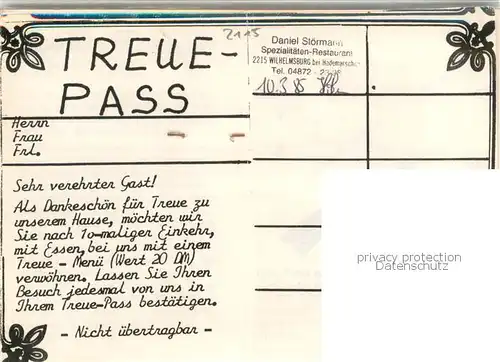 TREUE-
PASS
Herrn
Frau
Frl.
Sehr verehrter Gast!
Als Dankeschön für Treue zu
unserem Hause, möchten wir
Sie nach 10-maliger Einkehr,
mit Essen, bei uns mit einem
Treue - Menü (Wert 20 DM)
verwöhnen. Lassen Sie Ihren
Besuch jedesmal von uns in
Ihrem Treue-Pass bestätigen.
- Nicht übertragbar -
2215
Daniel Störmann
Spezialitäten-Restaurant
2215 WILHELMSBURG bei Hademarschen
Tel. 04872 -
10.3.85
privacy protection
Datenschutz